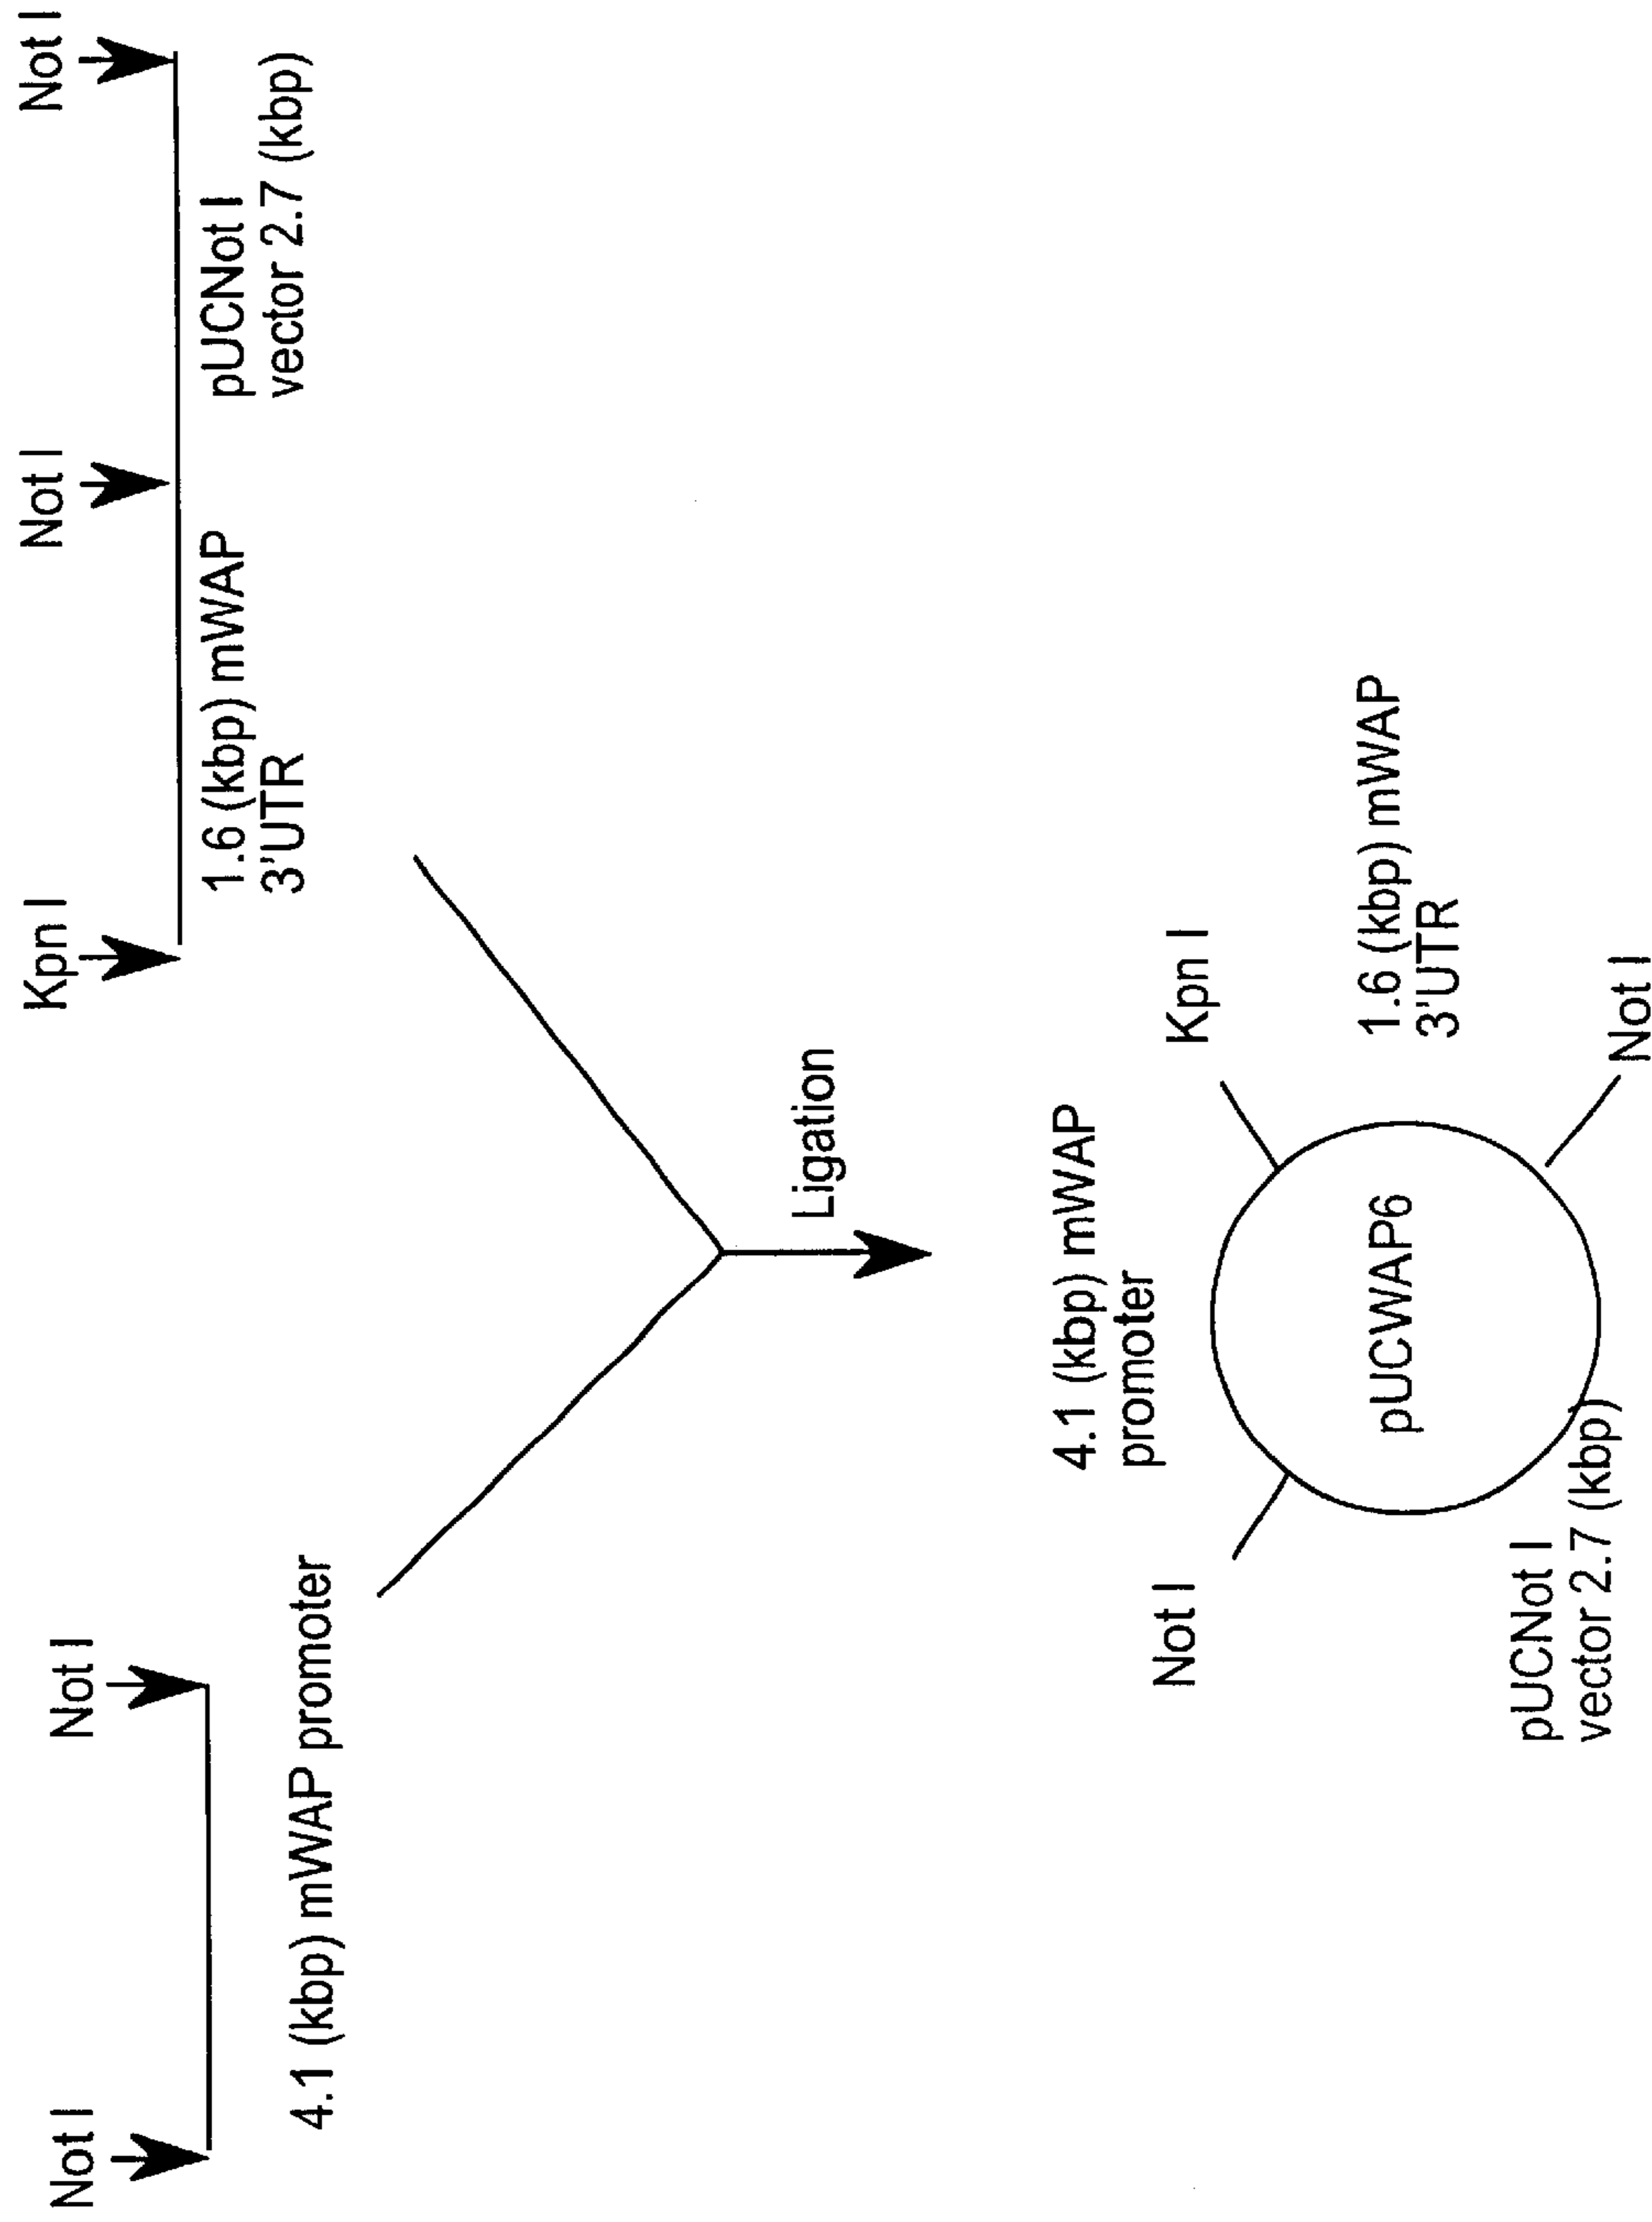 Not I
Not I
4.1 (kbp) mWAP promoter
Kpn I
Not I
Not I
1.6 (kbp) mWAP
3'UTR
pUCNot I
vector 2.7 (kbp)
Ligation
4.1 (kbp) mWAP
promoter
Not I
Kpn I
pUCWAP6
1.6 (kbp) mWAP
3'UTR
pUCNot I
vector 2.7 (kbp)
Not I